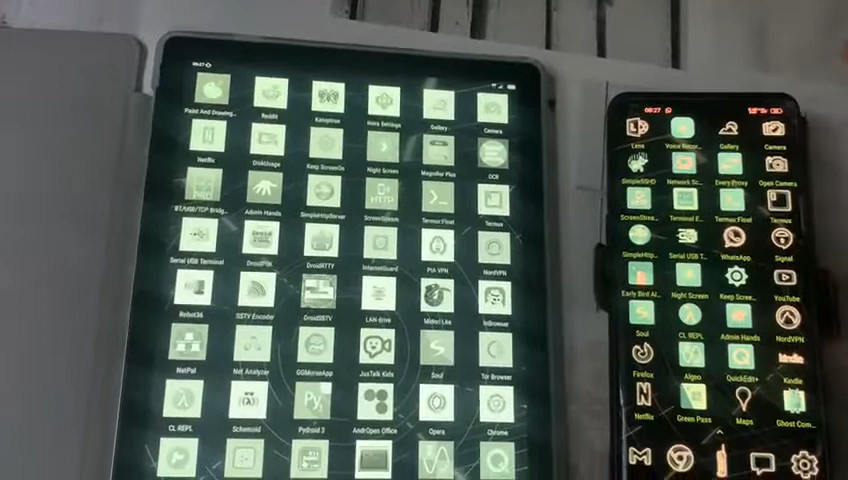 Paint And Drawing...
Reddit
Kanoptree
Nova Settings
Gallery
Camera
Netflix
DiskUsage
Keep ScreenOn
Night Screen
Magnifier Plus
OCR
BT/USB/TCP Bridge...
Admin Hands
SimpleHttpServer
ScreenStream
Termux:Float
Termux
Serial USB Terminal
DroidPSK
DroidRTTY
InternetGuard
PIA VPN
NordVPN
Robot36
SSTV Encoder
DroidSSTV
LAN drive
Midori Lite
InBrowser
NetPal
Net Analyzer
GGMorseApp
JusTalk Kids
Soul
Tor Browser
CL REPL
Schemoid
Pydroid 3
AndrOpen Office
Opera
Chrome
08:27
Lens
Voice Recor...
Gallery
Camera
SimpleSSHD
Network Sc...
Every Proxy
Open Camera
ScreenStrea...
Terminal E...
Termux:Float
Termux
SimpleHttp...
Serial USB T...
WhatsApp
Signal
Early Bird Al...
Night Screen
Keep Screen...
YouTube
Soul
CL REPL
Admin Hands
NordVPN
Firefox
Algeo
QuickEdit+
Kindle
Netflix
Green Pass
Maps
Ghost Com...